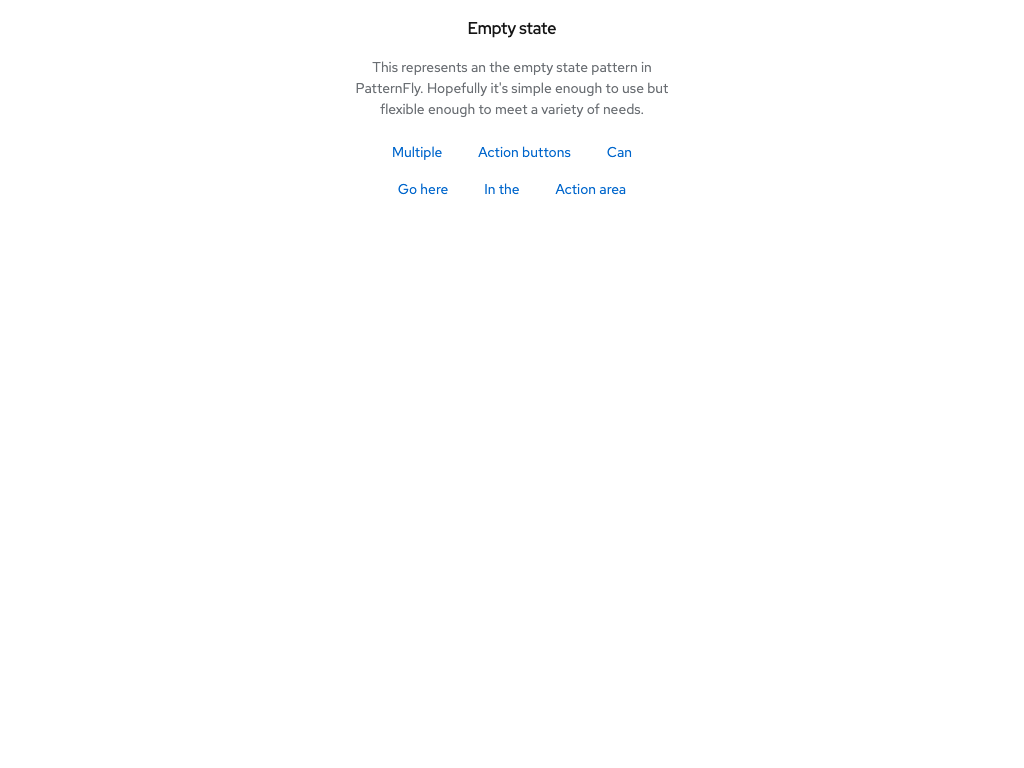 Empty state
This represents an the empty state pattern in
PatternFly. Hopefully it's simple enough to use but
flexible enough to meet a variety of needs.
Multiple Action buttons Can
Go here In the Action area